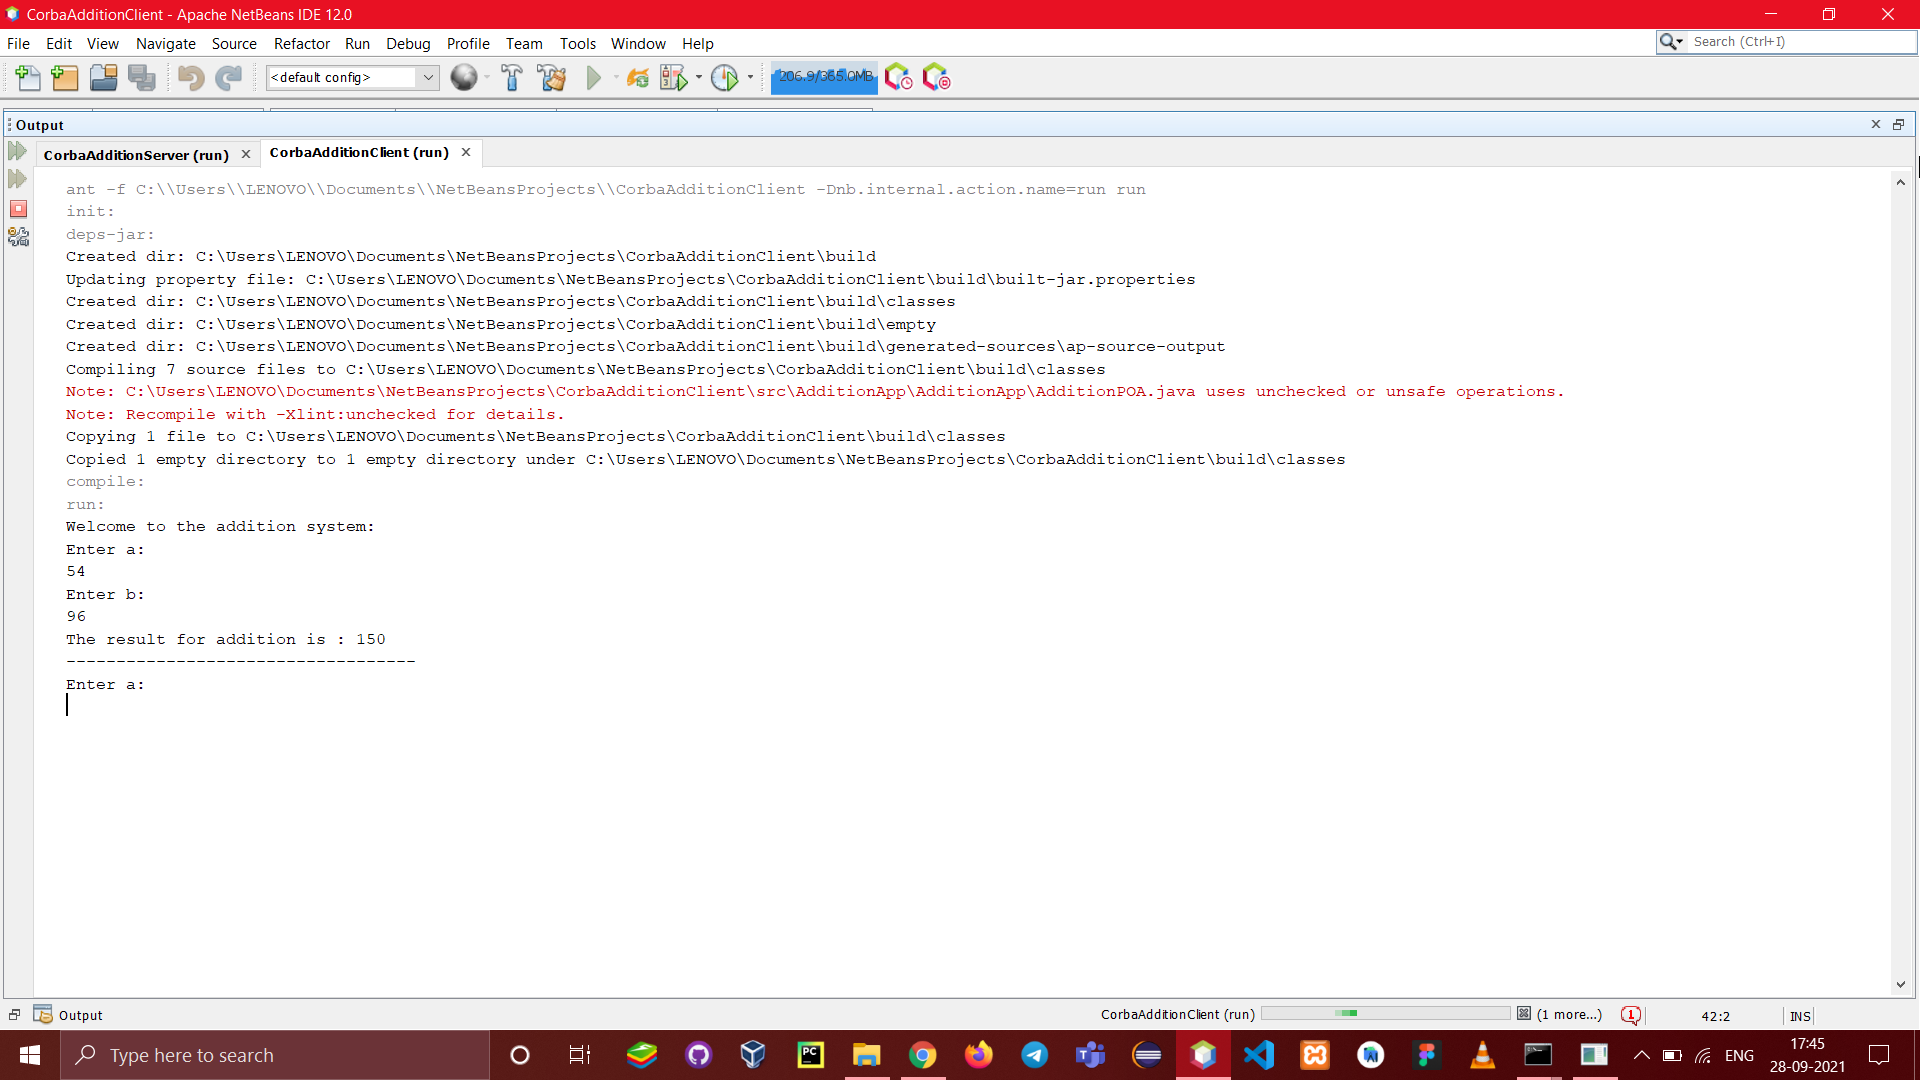 CorbaAdditionClient - Apache NetBeans IDE 12.0
File Edit View Navigate Source Refactor Run Debug Profile Team Tools Window Help
Search (Ctrl+I)
<default config>
206.9/365.0MB
Output
CorbaAdditionServer (run)
CorbaAdditionClient (run)
ant -f C:\\Users\\LENOVO\\Documents\\NetBeansProjects\\CorbaAdditionClient -Dnb.internal.action.name=run run
init:
deps-jar:
Created dir: C:\Users\LENOVO\Documents\NetBeansProjects\CorbaAdditionClient\build
Updating property file: C:\Users\LENOVO\Documents\NetBeansProjects\CorbaAdditionClient\build\built-jar.properties
Created dir: C:\Users\LENOVO\Documents\NetBeansProjects\CorbaAdditionClient\build\classes
Created dir: C:\Users\LENOVO\Documents\NetBeansProjects\CorbaAdditionClient\build\empty
Created dir: C:\Users\LENOVO\Documents\NetBeansProjects\CorbaAdditionClient\build\generated-sources\ap-source-output
Compiling 7 source files to C:\Users\LENOVO\Documents\NetBeansProjects\CorbaAdditionClient\build\classes
Note: C:\Users\LENOVO\Documents\NetBeansProjects\CorbaAdditionClient\src\AdditionApp\AdditionApp\AdditionPOA.java uses unchecked or unsafe operations.
Note: Recompile with -Xlint:unchecked for details.
Copying 1 file to C:\Users\LENOVO\Documents\NetBeansProjects\CorbaAdditionClient\build\classes
Copied 1 empty directory to 1 empty directory under C:\Users\LENOVO\Documents\NetBeansProjects\CorbaAdditionClient\build\classes
compile:
run:
Welcome to the addition system:
Enter a:
54
Enter b:
96
The result for addition is : 150
-----------------------------------
Enter a:
Output
CorbaAdditionClient (run)
(1 more...)
1
42:2
INS
Type here to search
PC
ENG
17:45
28-09-2021